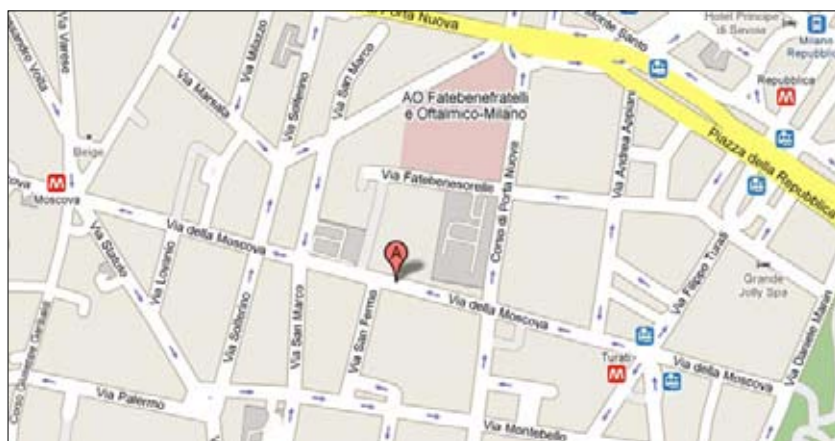 Porta Nuova
Monte Santo
Hotel Principe
di Savoia
Milano
Repubblica
Via Varese
Via Milazzo
Via Solferino
Via San Marco
Alessandro Volta
Via Marsala
AO Fatebenefratelli
e Oftalmico-Milano
Repubblica
M
Beige
Corso di Porta Nuova
Via Andrea Appiani
Piazza della Repubblica
M
Moscova
Via Fatebenesorelle
Via della Moscova
A
Via Statuto
Via Lovanio
Via Solferino
Via San Marco
Via San Fermo
Via Filippo Turati
Grande
Jolly Spa
Via della Moscova
Via Daniele Manin
Turati
M
Via della Moscova
Via Palermo
Via Montebello